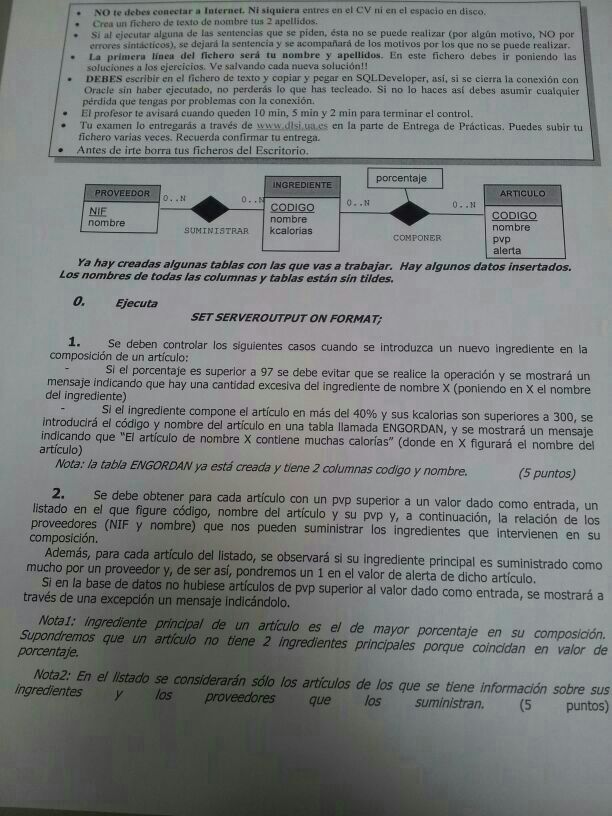 • NO te debes conectar a Internet. Ni siquiera entres en el CV ni en el espacio en disco.
• Crea un fichero de texto de nombre tus 2 apellidos.
• Si al ejecutar alguna de las sentencias que se piden, ésta no se puede realizar (por algún motivo, NO por
errores sintácticos), se dejará la sentencia y se acompañará de los motivos por los que no se puede realizar.
• La primera línea del fichero será tu nombre y apellidos. En este fichero debes ir poniendo las
soluciones a los ejercicios. Ve salvando cada nueva solución!!
• DEBES escribir en el fichero de texto y copiar y pegar en SQLDeveloper, así, si se cierra la conexión con
Oracle sin haber ejecutado, no perderás lo que has tecleado. Si no lo haces así debes asumir cualquier
pérdida que tengas por problemas con la conexión.
• El profesor te avisará cuando queden 10 min, 5 min y 2 min para terminar el control.
• Tu examen lo entregarás a través de www.dlsi.ua.es en la parte de Entrega de Prácticas. Puedes subir tu
fichero varias veces. Recuerda confirmar tu entrega.
• Antes de irte borra tus ficheros del Escritorio.
PROVEEDOR
NIF
nombre
0..N
SUMINISTRAR
0..N
INGREDIENTE
CODIGO
nombre
kcalorias
0..N
porcentaje
COMPONER
0..N
ARTICULO
CODIGO
nombre
pvp
alerta
Ya hay creadas algunas tablas con las que vas a trabajar. Hay algunos datos insertados.
Los nombres de todas las columnas y tablas están sin tildes.
0. Ejecuta
SET SERVEROUTPUT ON FORMAT;
1. Se deben controlar los siguientes casos cuando se introduzca un nuevo ingrediente en la
composición de un artículo:
- Si el porcentaje es superior a 97 se debe evitar que se realice la operación y se mostrará un
mensaje indicando que hay una cantidad excesiva del ingrediente de nombre X (poniendo en X el nombre
del ingrediente)
- Si el ingrediente compone el artículo en más del 40% y sus kcalorias son superiores a 300, se
introducirá el código y nombre del artículo en una tabla llamada ENGORDAN, y se mostrará un mensaje
indicando que "El artículo de nombre X contiene muchas calorías" (donde en X figurará el nombre del
artículo)
Nota: la tabla ENGORDAN ya está creada y tiene 2 columnas codigo y nombre. (5 puntos)
2. Se debe obtener para cada artículo con un pvp superior a un valor dado como entrada, un
listado en el que figure código, nombre del artículo y su pvp y, a continuación, la relación de los
proveedores (NIF y nombre) que nos pueden suministrar los ingredientes que intervienen en su
composición.
Además, para cada artículo del listado, se observará si su ingrediente principal es suministrado como
mucho por un proveedor y, de ser así, pondremos un 1 en el valor de alerta de dicho artículo.
Si en la base de datos no hubiese artículos de pvp superior al valor dado como entrada, se mostrará a
través de una excepción un mensaje indicándolo.
Nota1: ingrediente principal de un artículo es el de mayor porcentaje en su composición.
Supondremos que un artículo no tiene 2 ingredientes principales porque coincidan en valor de
porcentaje.
Nota2: En el listado se considerarán sólo los artículos de los que se tiene información sobre sus
ingredientes y los proveedores que los suministran. (5 puntos)